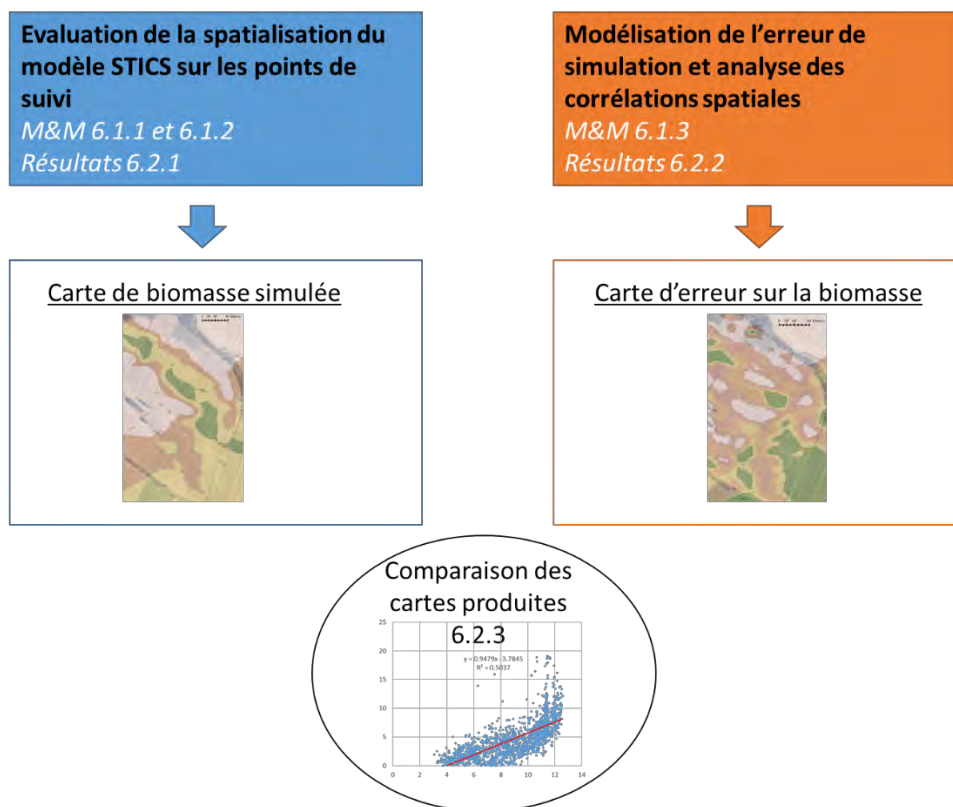 Evaluation de la spatialisation du
modèle STICS sur les points de
suivi
M&M 6.1.1 et 6.1.2
Résultats 6.2.1
Modélisation de l'erreur de
simulation et analyse des
corrélations spatiales
M&M 6.1.3
Résultats 6.2.2
Carte de biomasse simulée
Carte d'erreur sur la biomasse
Comparaison des
cartes produites
6.2.3
25
20
15
10
5
0
y = 0.9479x - 3.7845
R² = 0.5037
0 2 4 6 8 10 12 14